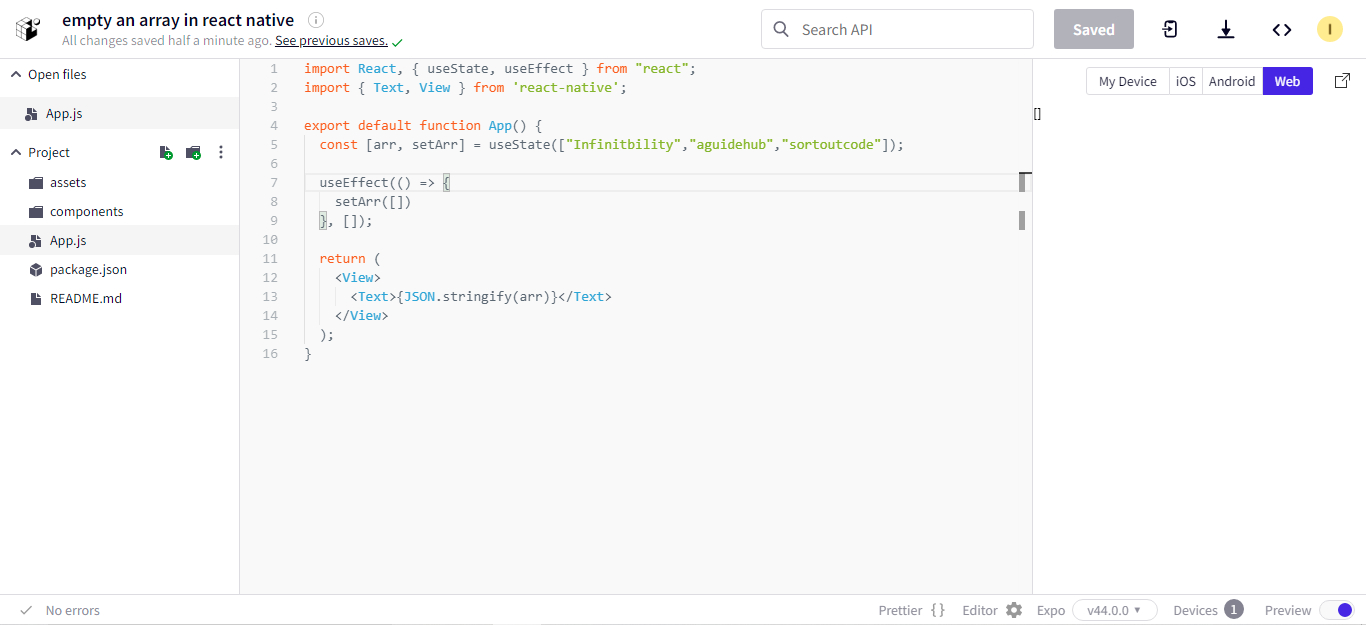 empty an array in react native
All changes saved half a minute ago. See previous saves.
Search API
Saved
I
Open files
App.js
Project
assets
components
App.js
package.json
README.md
1 import React, { useState, useEffect } from "react";
2 import { Text, View } from 'react-native';
3
4 export default function App() {
5 const [arr, setArr] = useState(["Infinitbility","aguidehub","sortoutcode"]);
6
7 useEffect(() => {
8 setArr([])
9 }, []);
10
11 return (
12 <View>
13 <Text>{JSON.stringify(arr)}</Text>
14 </View>
15 );
16 }
My Device iOS Android Web
[]
No errors
Prettier {} Editor Expo v44.0.0 Devices 1 Preview